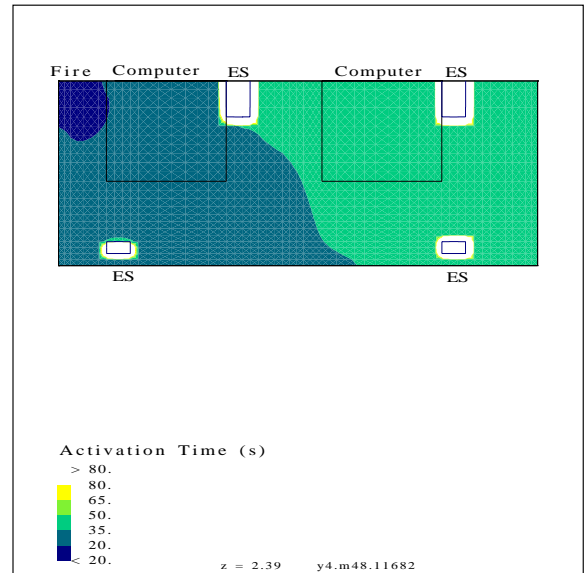 Fire Computer ES Computer ES
ES ES
Activation Time (s)
> 80.
80.
65.
50.
35.
20.
< 20.
z = 2.39 y4.m48.11682